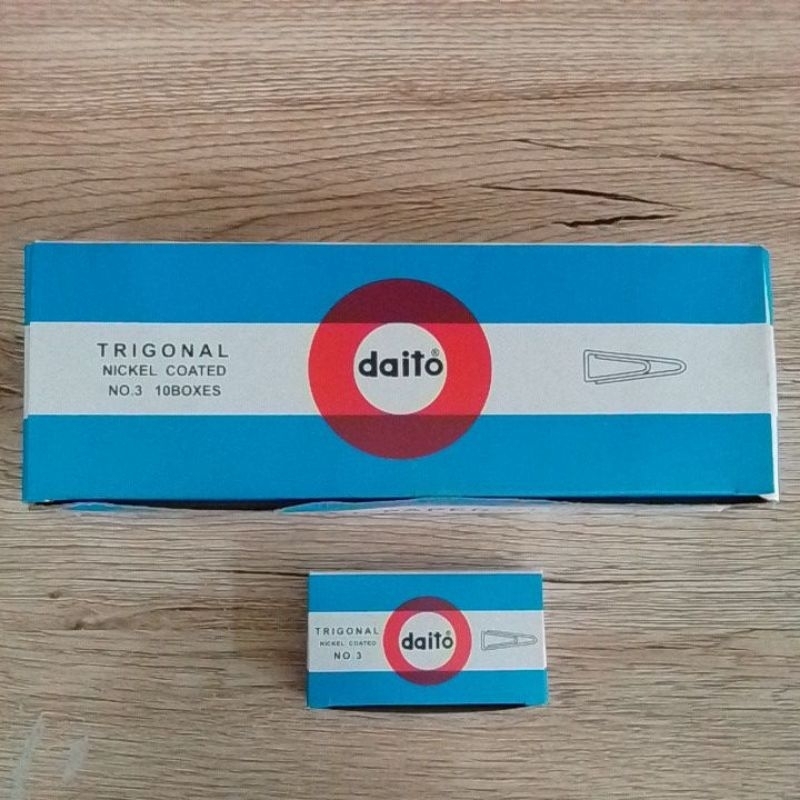 TRIGONAL
NICKEL COATED
NO.3 10BOXES
daito®
TRIGONAL
NICKEL COATED
NO.3
daito®